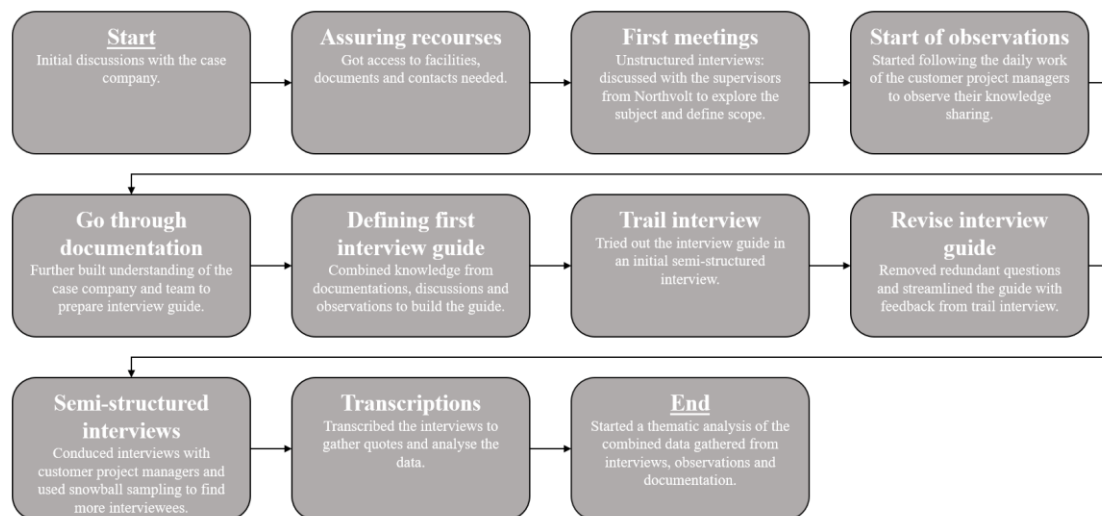 Start
Initial discussions with the case
company.
Assuring recourses
Got access to facilities,
documents and contacts needed.
First meetings
Unstructured interviews:
discussed with the supervisors
from Northvolt to explore the
subject and define scope.
Start of observations
Started following the daily work
of the customer project managers
to observe their knowledge
sharing.
Go through
documentation
Further built understanding of the
case company and team to
prepare interview guide.
Defining first
interview guide
Combined knowledge from
documentations, discussions and
observations to build the guide.
Trail interview
Tried out the interview guide in
an initial semi-structured
interview.
Revise interview
guide
Removed redundant questions
and streamlined the guide with
feedback from trail interview.
Semi-structured
interviews
Conduced interviews with
customer project managers and
used snowball sampling to find
more interviewees.
Transcriptions
Transcribed the interviews to
gather quotes and analyse the
data.
End
Started a thematic analysis of the
combined data gathered from
interviews, observations and
documentation.